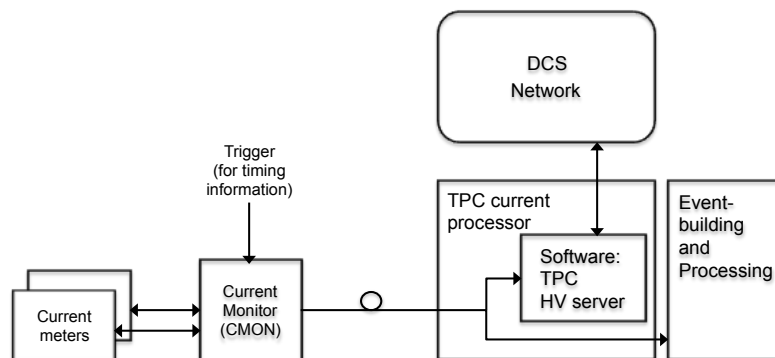 DCS
Network
Trigger
(for timing
information)
TPC current
processor
Event-
building
and
Processing
Software:
TPC
HV server
Current
Monitor
(CMON)
Current
meters